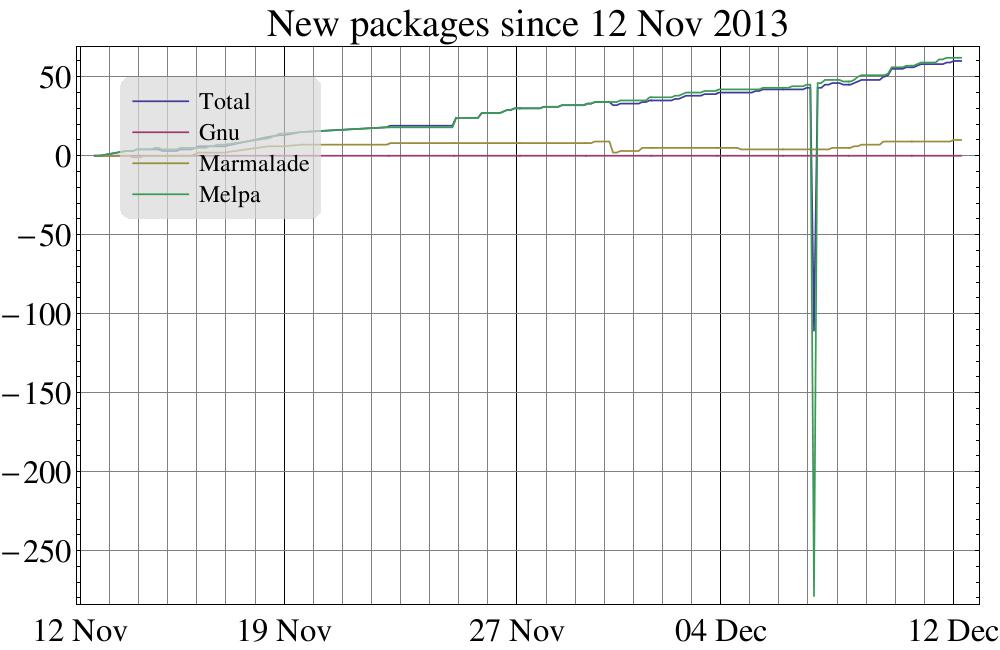 New packages since 12 Nov 2013
50
0
−50
−100
−150
−200
−250
Total
Gnu
Marmalade
Melpa
12 Nov 19 Nov 27 Nov 04 Dec 12 Dec